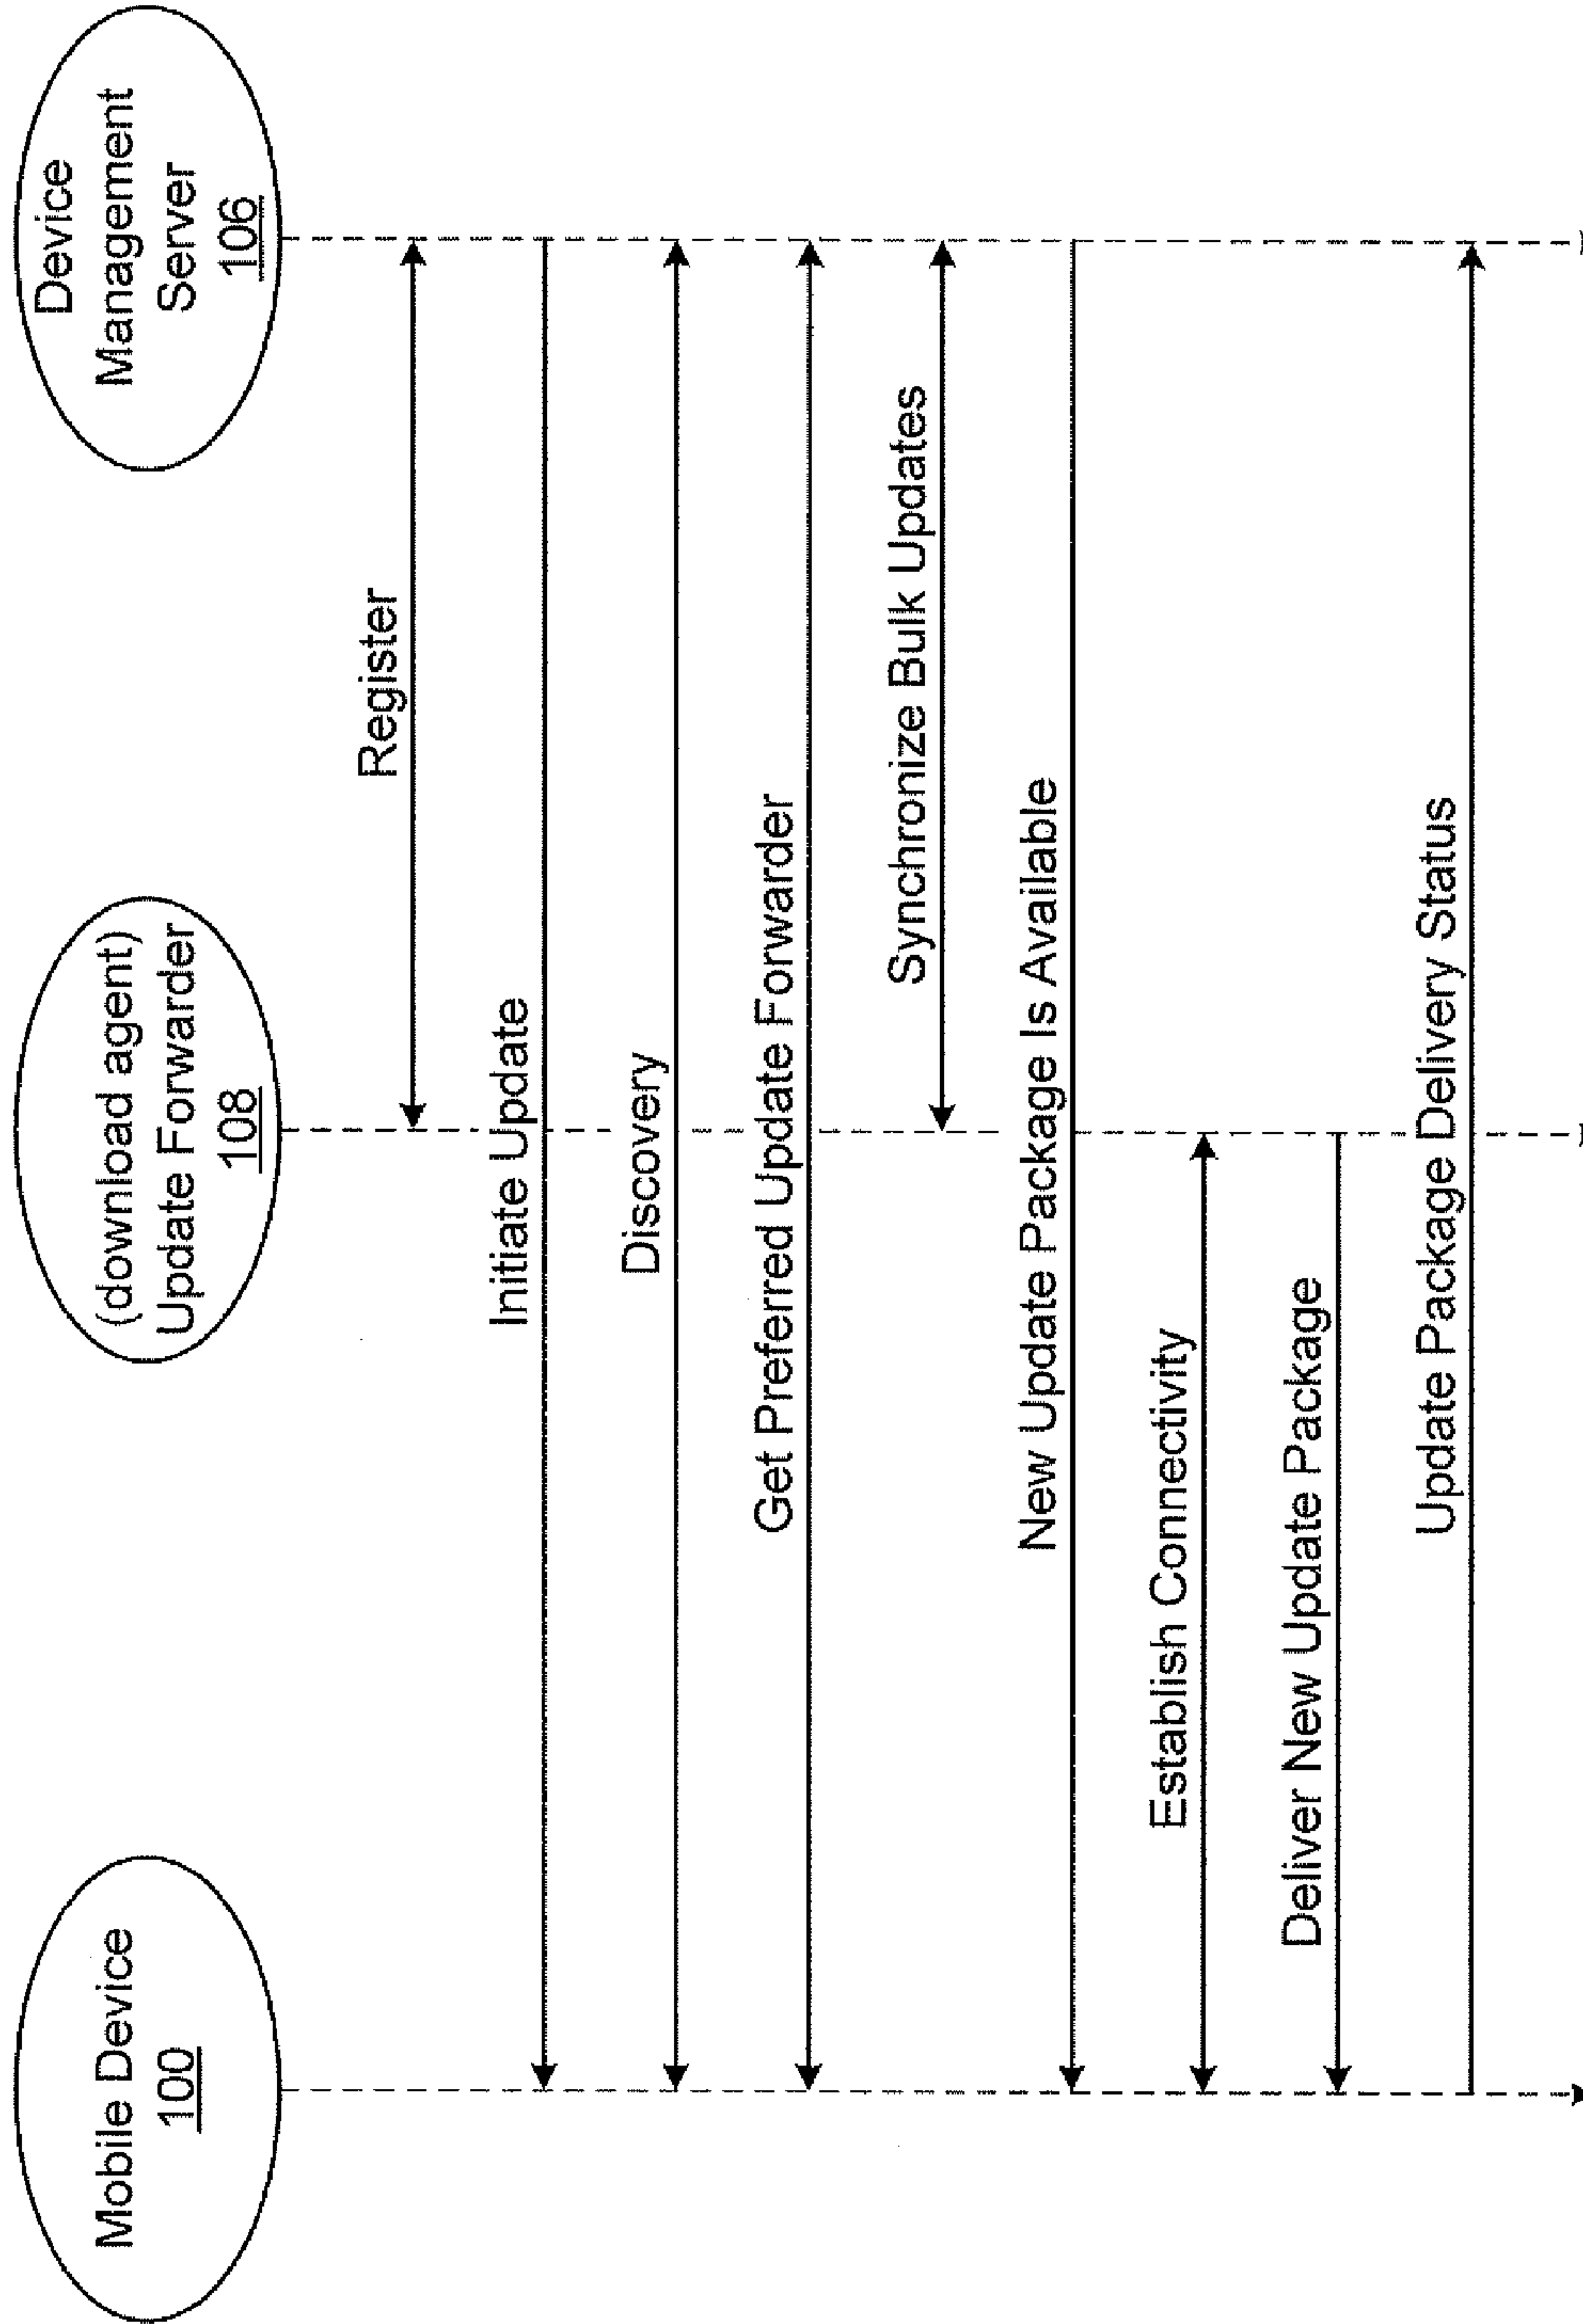 Mobile Device
100
(download agent)
Update Forwarder
108
Device
Management
Server
106
Register
Initiate Update
Discovery
Get Preferred Update Forwarder
Synchronize Bulk Updates
New Update Package Is Available
Establish Connectivity
Deliver New Update Package
Update Package Delivery Status